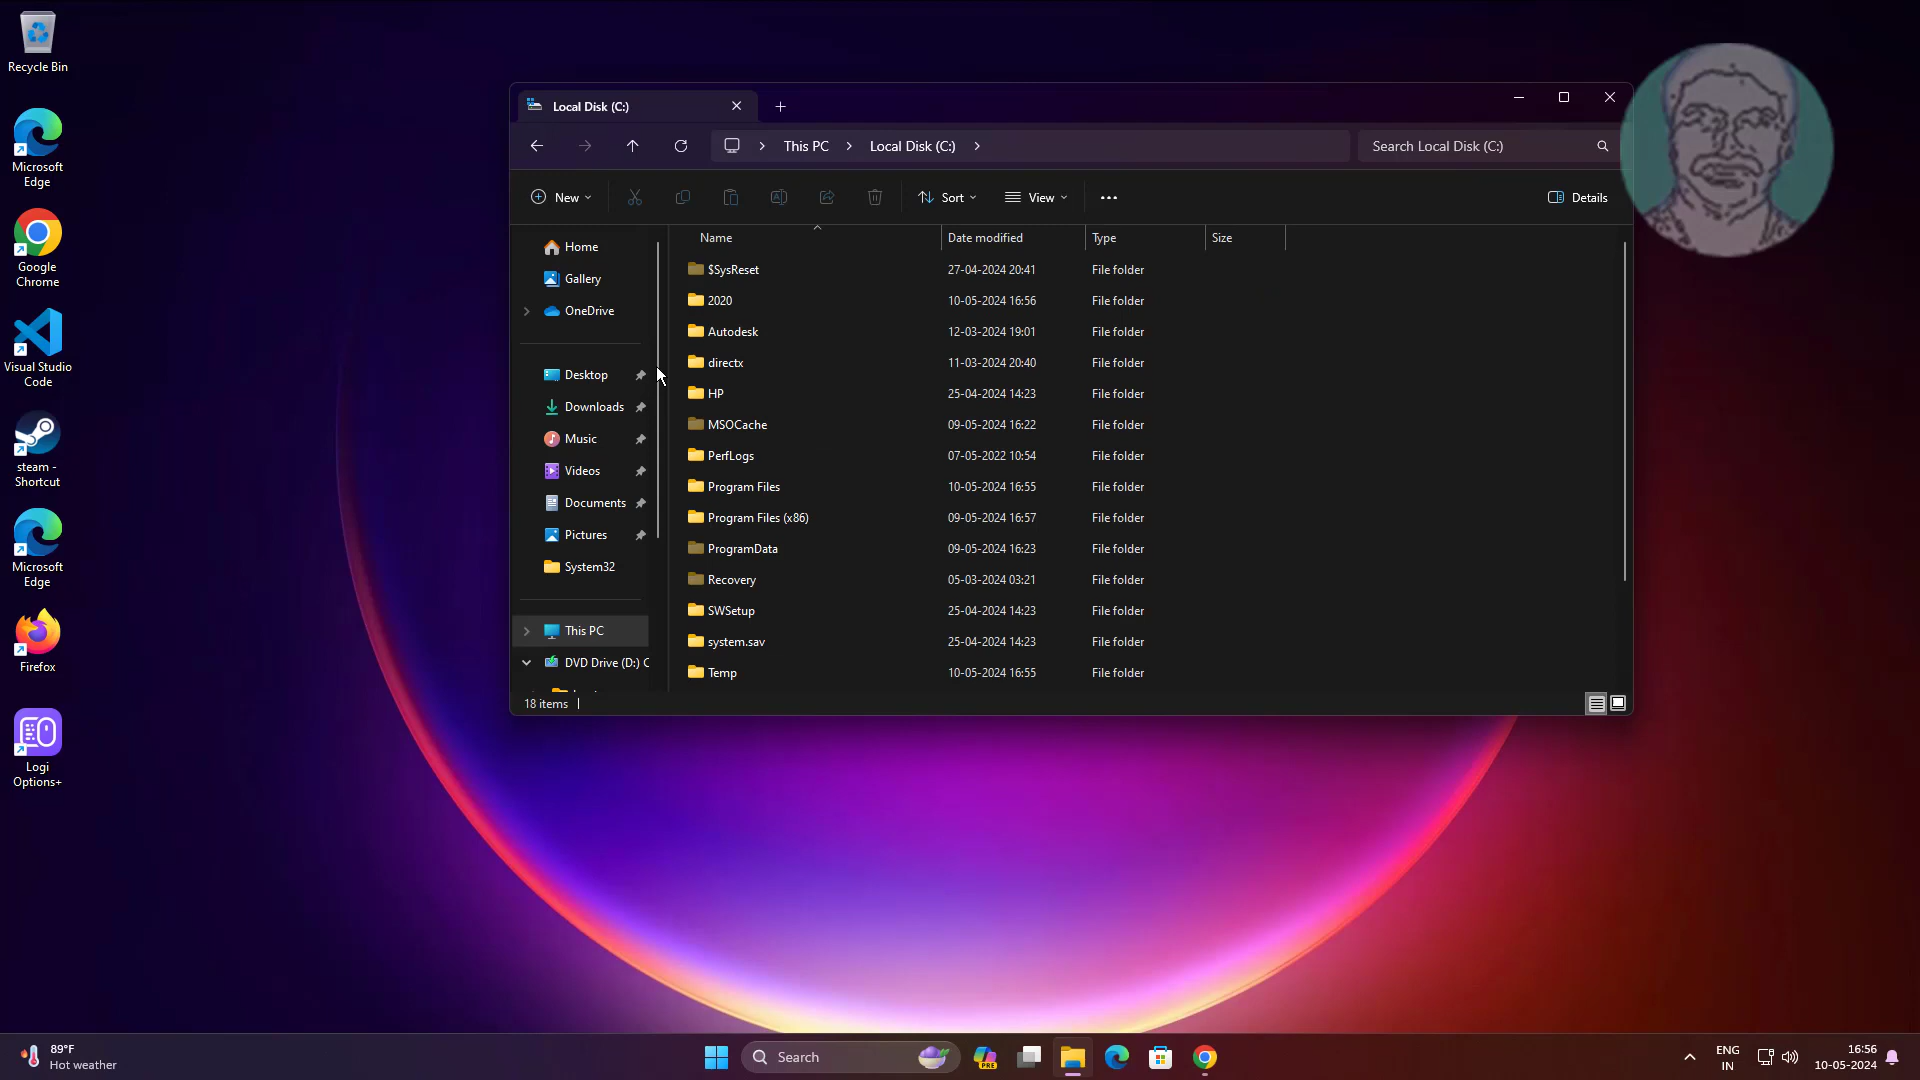 Recycle Bin
Microsoft
Edge
Google
Chrome
Visual Studio
Code
steam -
Shortcut
Microsoft
Edge
Firefox
Logi
Options+
Local Disk (C:)
This PC
Local Disk (C:)
Search Local Disk (C:)
New
Sort
View
Details
Home
Gallery
OneDrive
Desktop
Downloads
Music
Videos
Documents
Pictures
System32
This PC
DVD Drive (D:) C
Name Date modified Type Size
$SysReset 27-04-2024 20:41 File folder
2020 10-05-2024 16:56 File folder
Autodesk 12-03-2024 19:01 File folder
directx 11-03-2024 20:40 File folder
HP 25-04-2024 14:23 File folder
MSOCache 09-05-2024 16:22 File folder
PerfLogs 07-05-2022 10:54 File folder
Program Files 10-05-2024 16:55 File folder
Program Files (x86) 09-05-2024 16:57 File folder
ProgramData 09-05-2024 16:23 File folder
Recovery 05-03-2024 03:21 File folder
SWSetup 25-04-2024 14:23 File folder
system.sav 25-04-2024 14:23 File folder
Temp 10-05-2024 16:55 File folder
18 items
89°F
Hot weather
Search
PRE
ENG
IN
16:56
10-05-2024